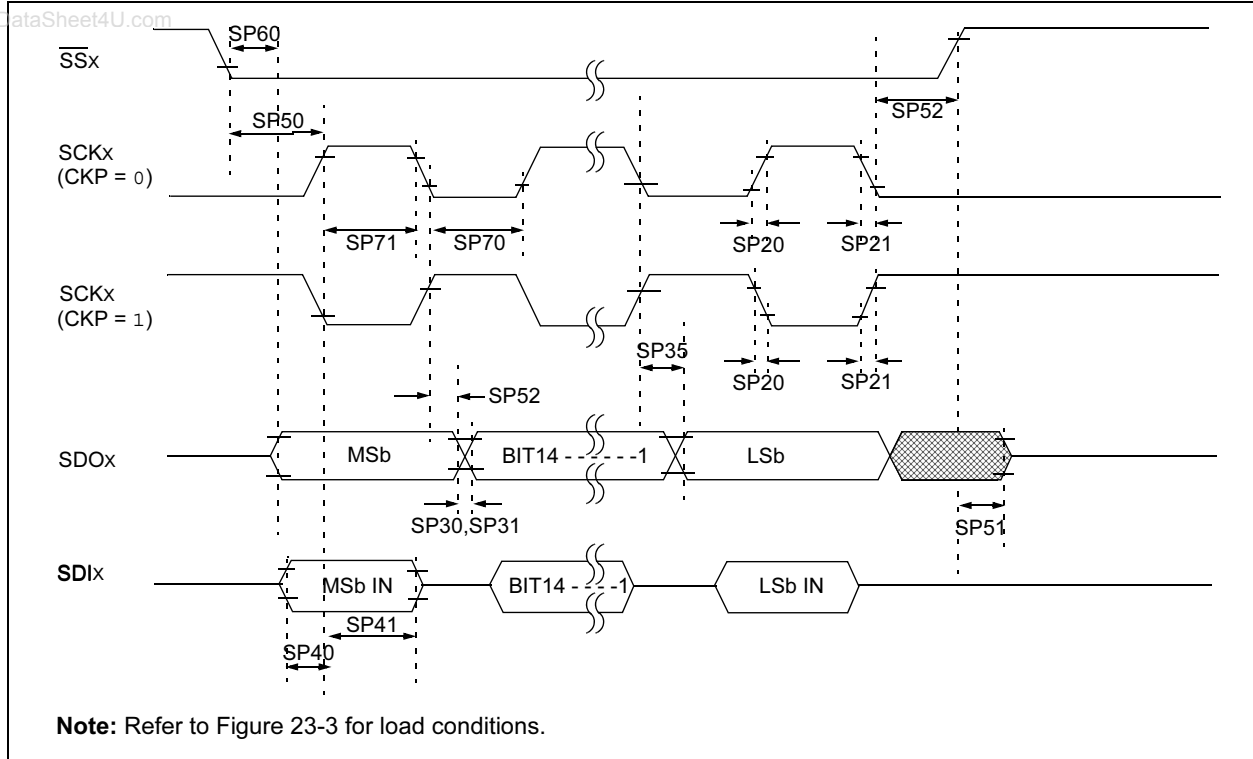 DataSheet4U.com
SP60
SSx
SP52
SP50
SCKx
(CKP = 0)
SP71
SP70
SP20
SP21
SCKx
(CKP = 1)
SP35
SP20
SP21
SP52
SDOx
MSb
BIT14 - - - - - -1
LSb
SP30,SP31
SP51
SDIx
MSb IN
BIT14 - - - -1
LSb IN
SP41
SP40
Note: Refer to Figure 23-3 for load conditions.